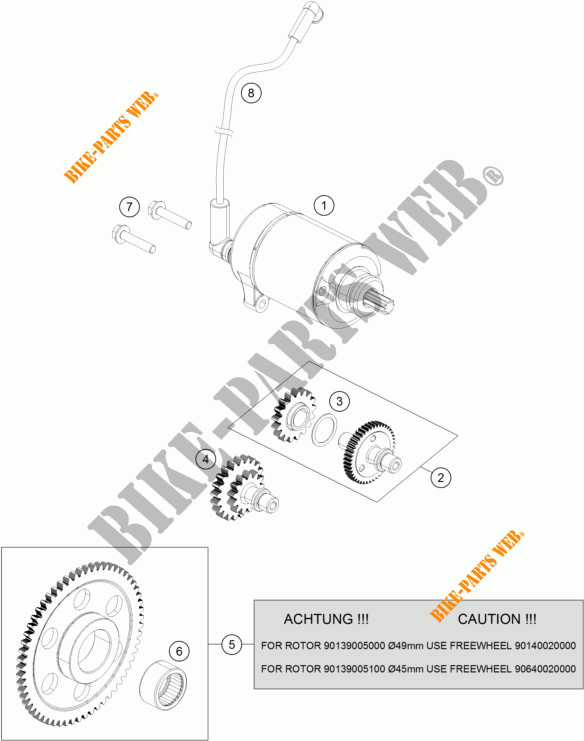 8
BIKE-PARTS WEB®
1
7
BIKE-PARTS WEB®
3
4
2
BIKE-PARTS WEB®
ACHTUNG !!! CAUTION !!!
5
FOR ROTOR 90139005000 Ø49mm USE FREEWHEEL 90140020000
6
FOR ROTOR 90139005100 Ø45mm USE FREEWHEEL 90640020000